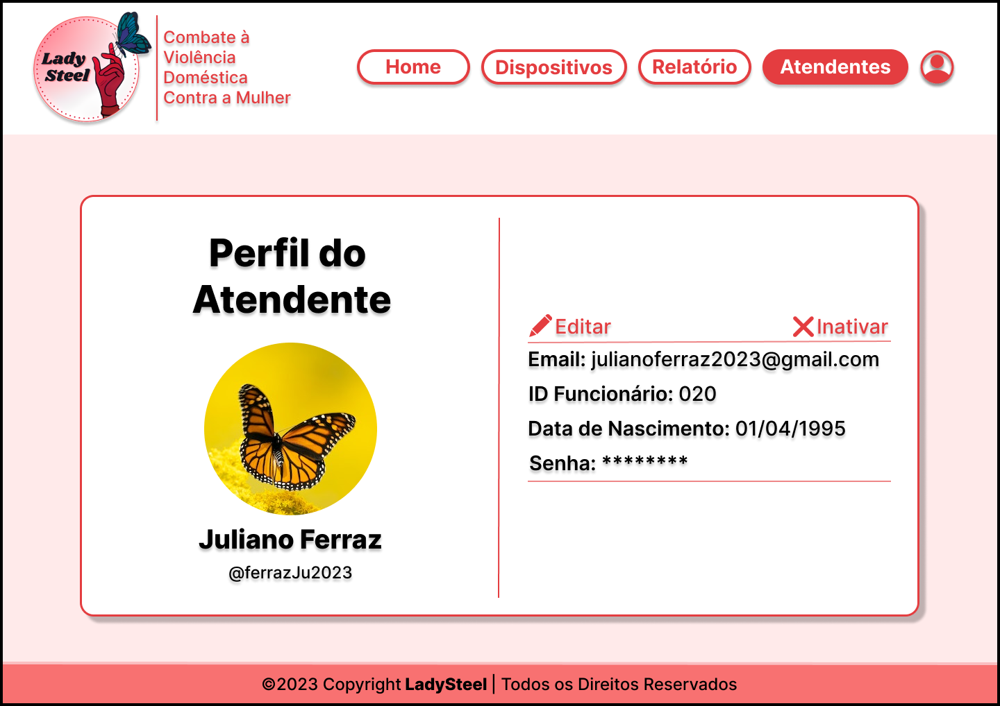 Lady
Steel
Combate à
Violência
Doméstica
Contra a Mulher
Home
Dispositivos
Relatório
Atendentes
Perfil do
Atendente
Juliano Ferraz
@ferrazJu2023
Editar
Inativar
Email: julianoferraz2023@gmail.com
ID Funcionário: 020
Data de Nascimento: 01/04/1995
Senha: ********
©2023 Copyright LadySteel | Todos os Direitos Reservados